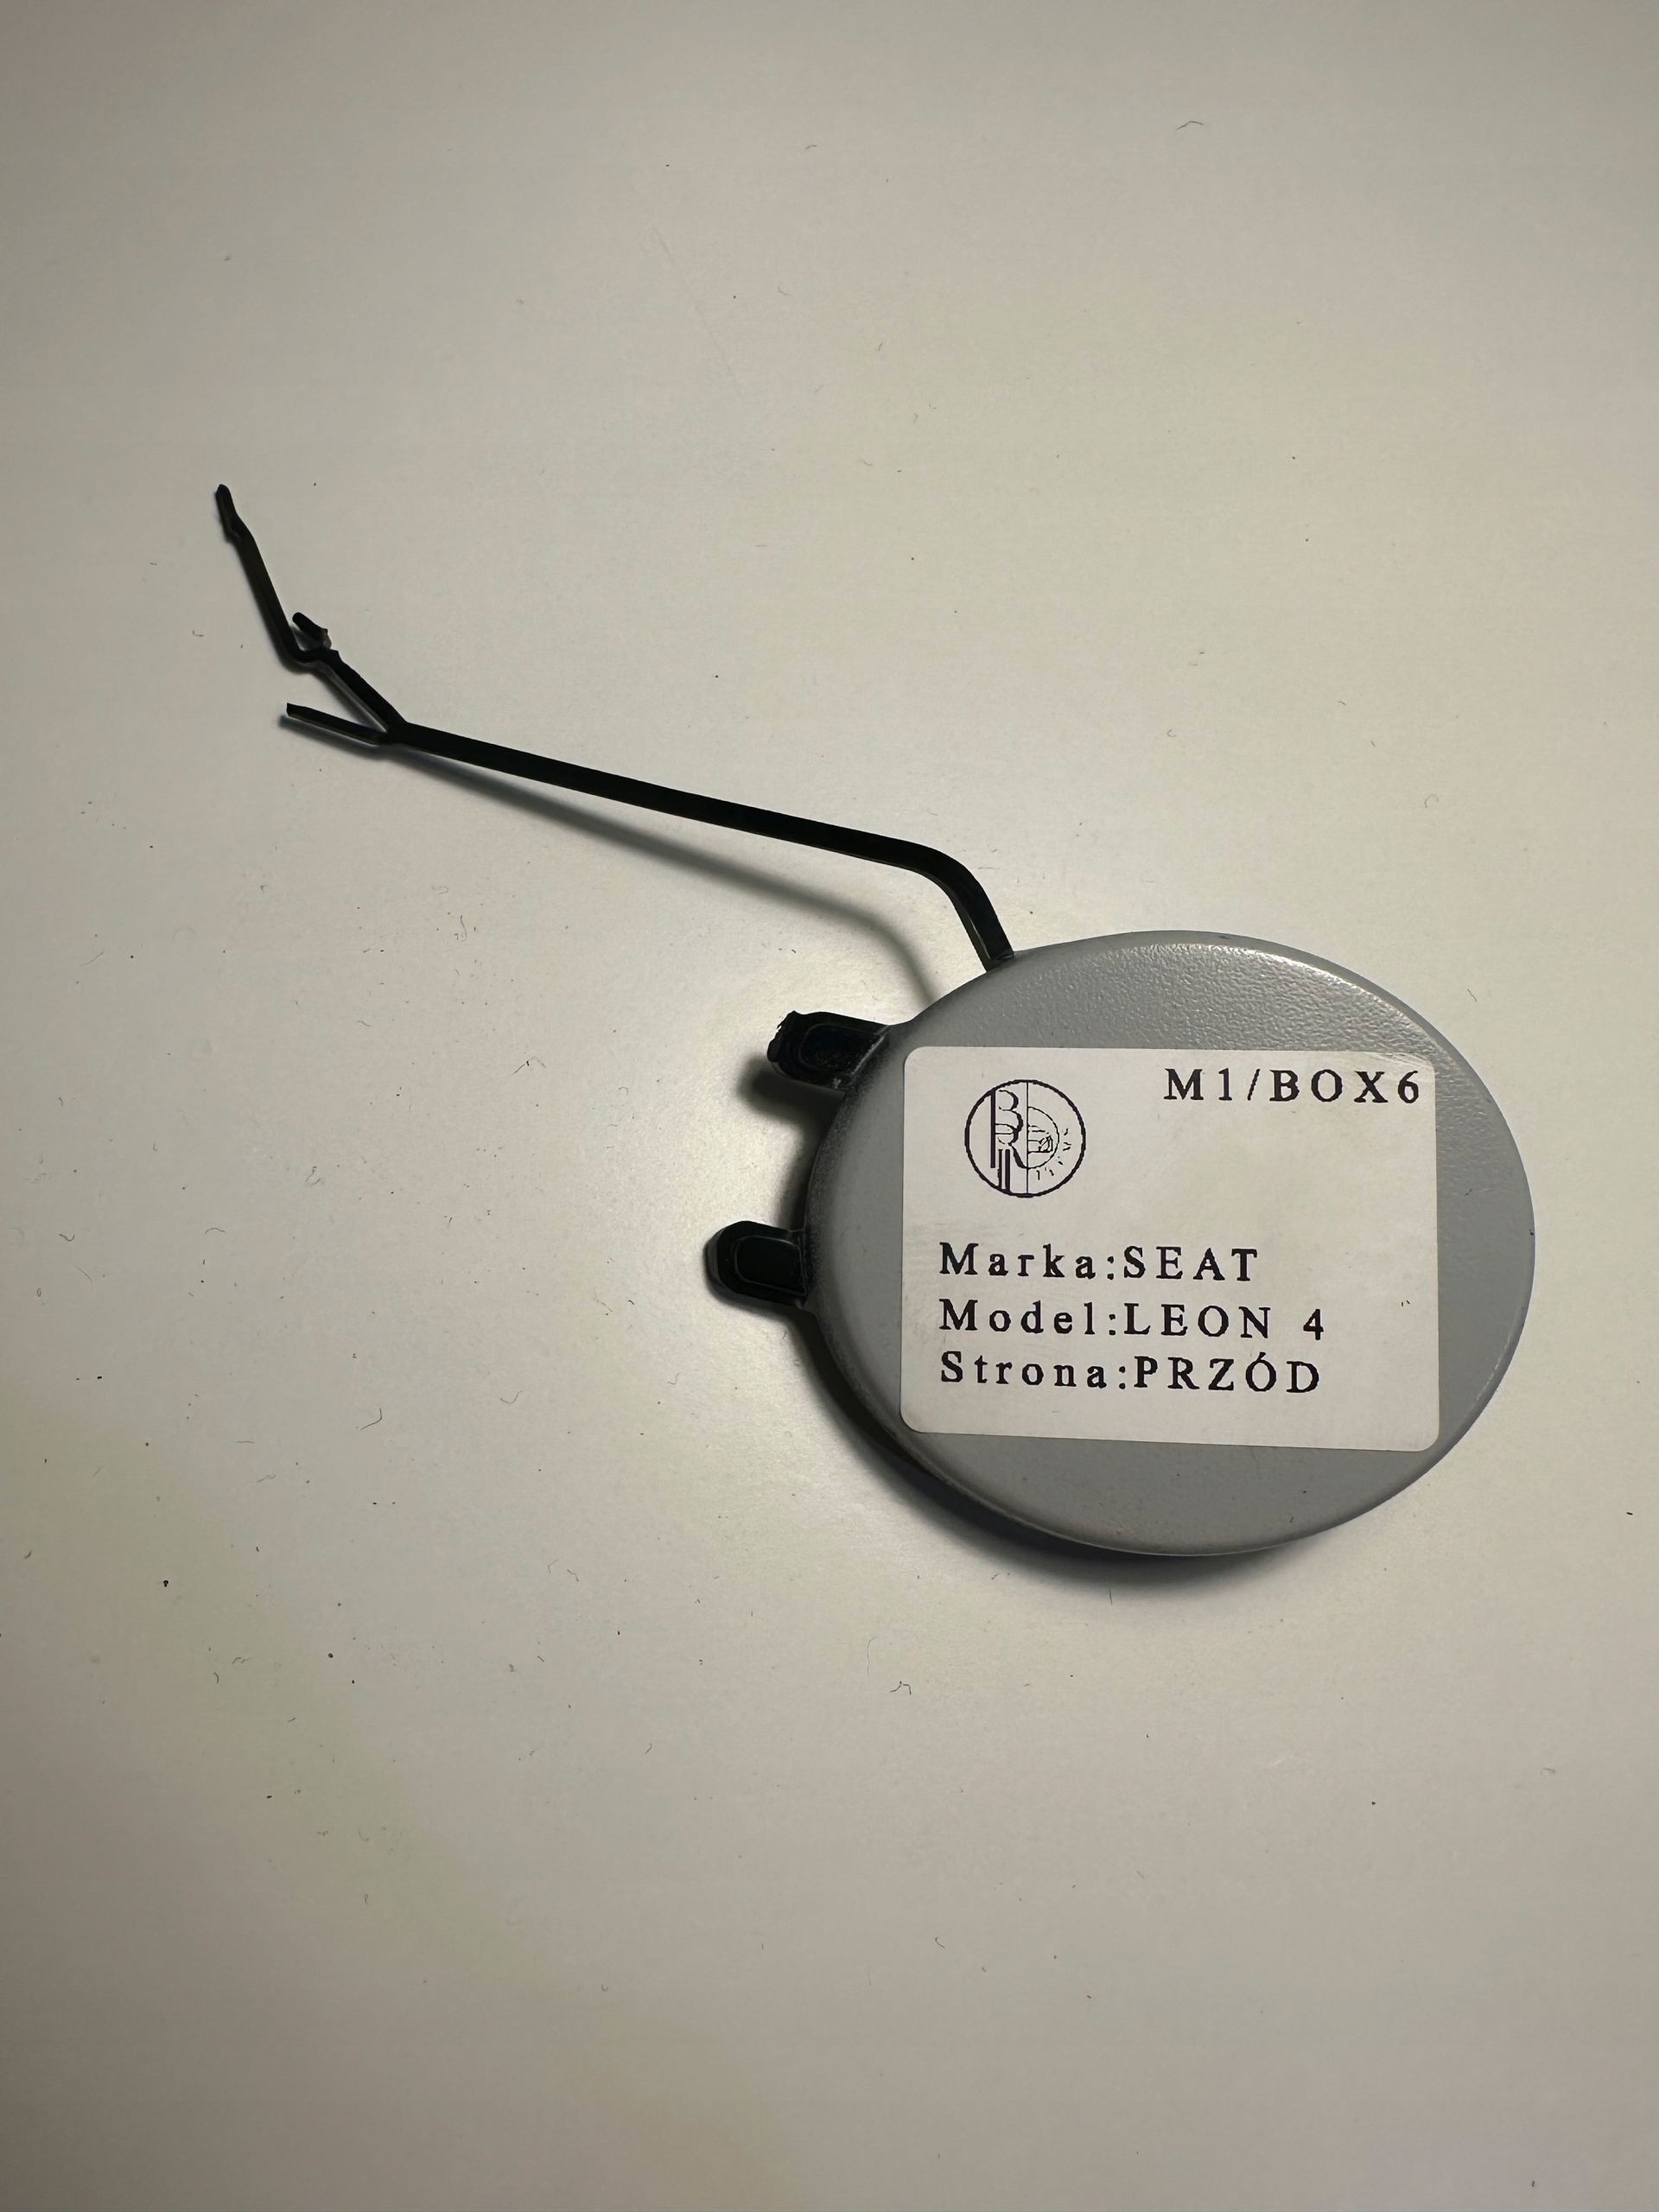 M1/BOX6
Marka:SEAT
Model:LEON 4
Strona:PRZÓD